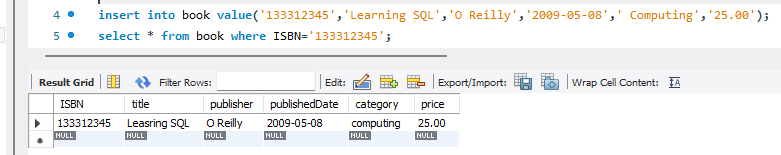 4 insert into book value('133312345','Learning SQL','O Reilly','2009-05-08',' Computing','25.00');
5 select * from book where ISBN='133312345';
Result Grid Filter Rows: Edit: Export/Import: Wrap Cell Content: IA
ISBN title publisher publishedDate category price
133312345 Leasring SQL O Reilly 2009-05-08 computing 25.00
NULL NULL NULL NULL NULL NULL